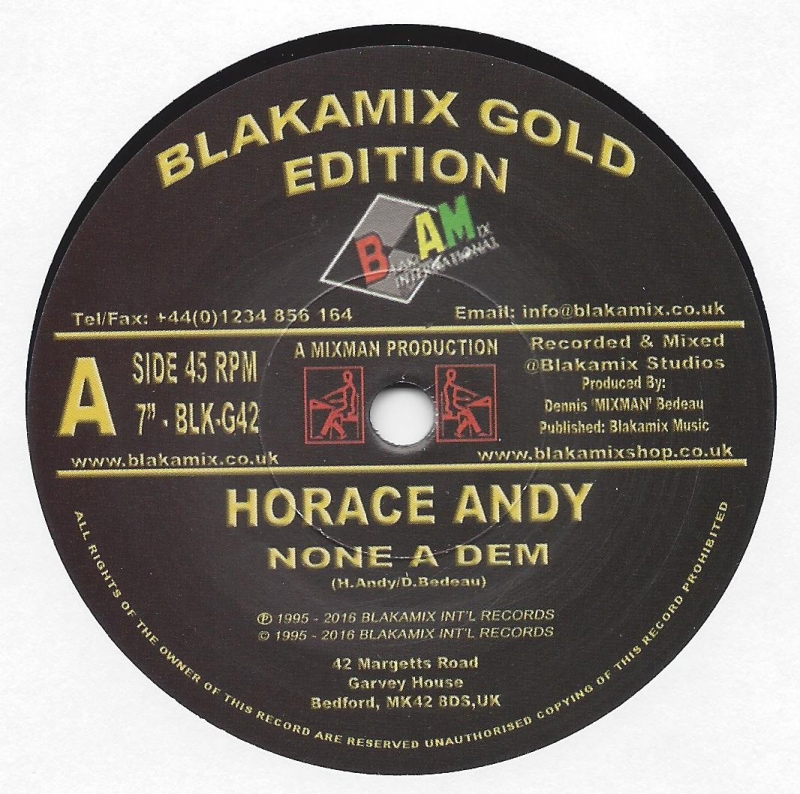 BLAKAMIX GOLD
EDITION
BAM
BLAKAMIX
INTERNATIONAL
Tel/Fax: +44(0)1234 856 164
Email: info@blakamix.co.uk
A
SIDE 45 RPM
7” - BLK-G42
A MIXMAN PRODUCTION
Recorded & Mixed
@Blakamix Studios
Produced By:
Dennis 'MIXMAN' Bedeau
Published: Blakamix Music
www.blakamix.co.uk
www.blakamixshop.co.uk
HORACE ANDY
NONE A DEM
(H.Andy/D.Bedeau)
℗ 1995 - 2016 BLAKAMIX INT'L RECORDS
© 1995 - 2016 BLAKAMIX INT'L RECORDS
42 Margetts Road
Garvey House
Bedford, MK42 8DS,UK
ALL RIGHTS OF THE OWNER OF THIS RECORD ARE RESERVED UNAUTHORISED COPYING OF THIS RECORD PROHIBITED